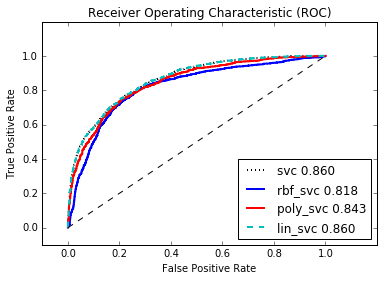 Receiver Operating Characteristic (ROC)
True Positive Rate
1.0
0.8
0.6
0.4
0.2
0.0
svc 0.860
rbf_svc 0.818
poly_svc 0.843
lin_svc 0.860
0.0 0.2 0.4 0.6 0.8 1.0
False Positive Rate